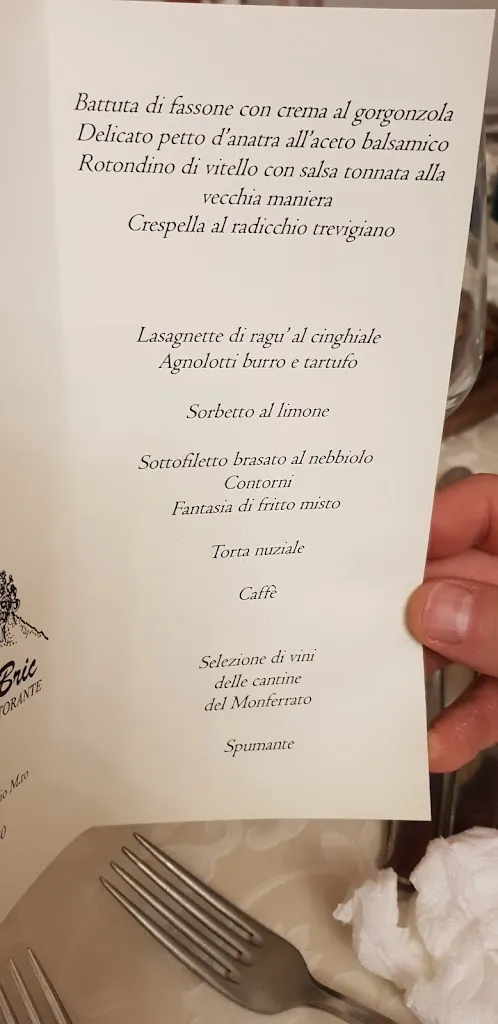 Battuta di fassone con crema al gorgonzola
Delicato petto d'anatra all'aceto balsamico
Rotondino di vitello con salsa tonnata alla
vecchia maniera
Crespella al radicchio trevigiano
Lasagnette di ragu' al cinghiale
Agnolotti burro e tartufo
Sorbetto al limone
Sottofiletto brasato al nebbiolo
Contorni
Fantasia di fritto misto
Torta nuziale
Caffè
Selezione di vini
delle cantine
del Monferrato
Spumante
Bric
TORANTE
io M.to